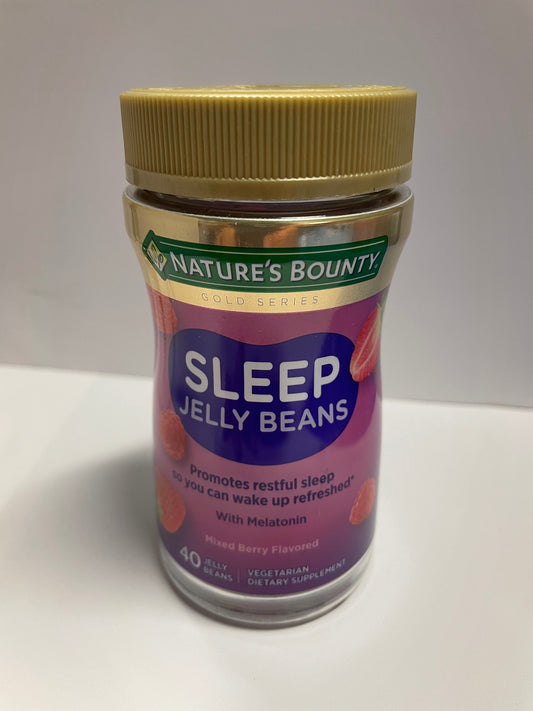 NATURE'S BOUNTY®
GOLD SERIES
SLEEP
JELLY BEANS
Promotes restful sleep
so you can wake up refreshed*
With Melatonin
Mixed Berry Flavored
40 JELLY BEANS
VEGETARIAN
DIETARY SUPPLEMENT